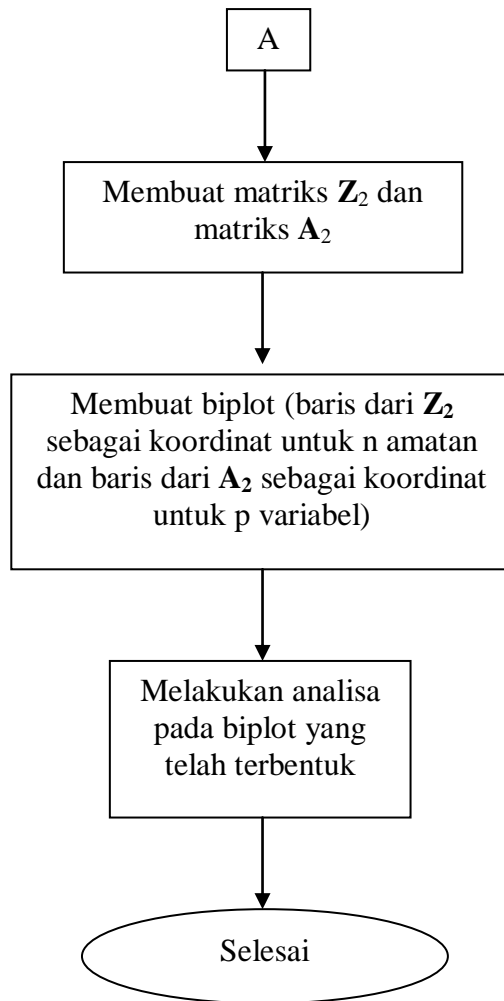 A
Membuat matriks Z₂ dan
matriks A₂
Membuat biplot (baris dari Z₂
sebagai koordinat untuk n amatan
dan baris dari A₂ sebagai koordinat
untuk p variabel)
Melakukan analisa
pada biplot yang
telah terbentuk
Selesai